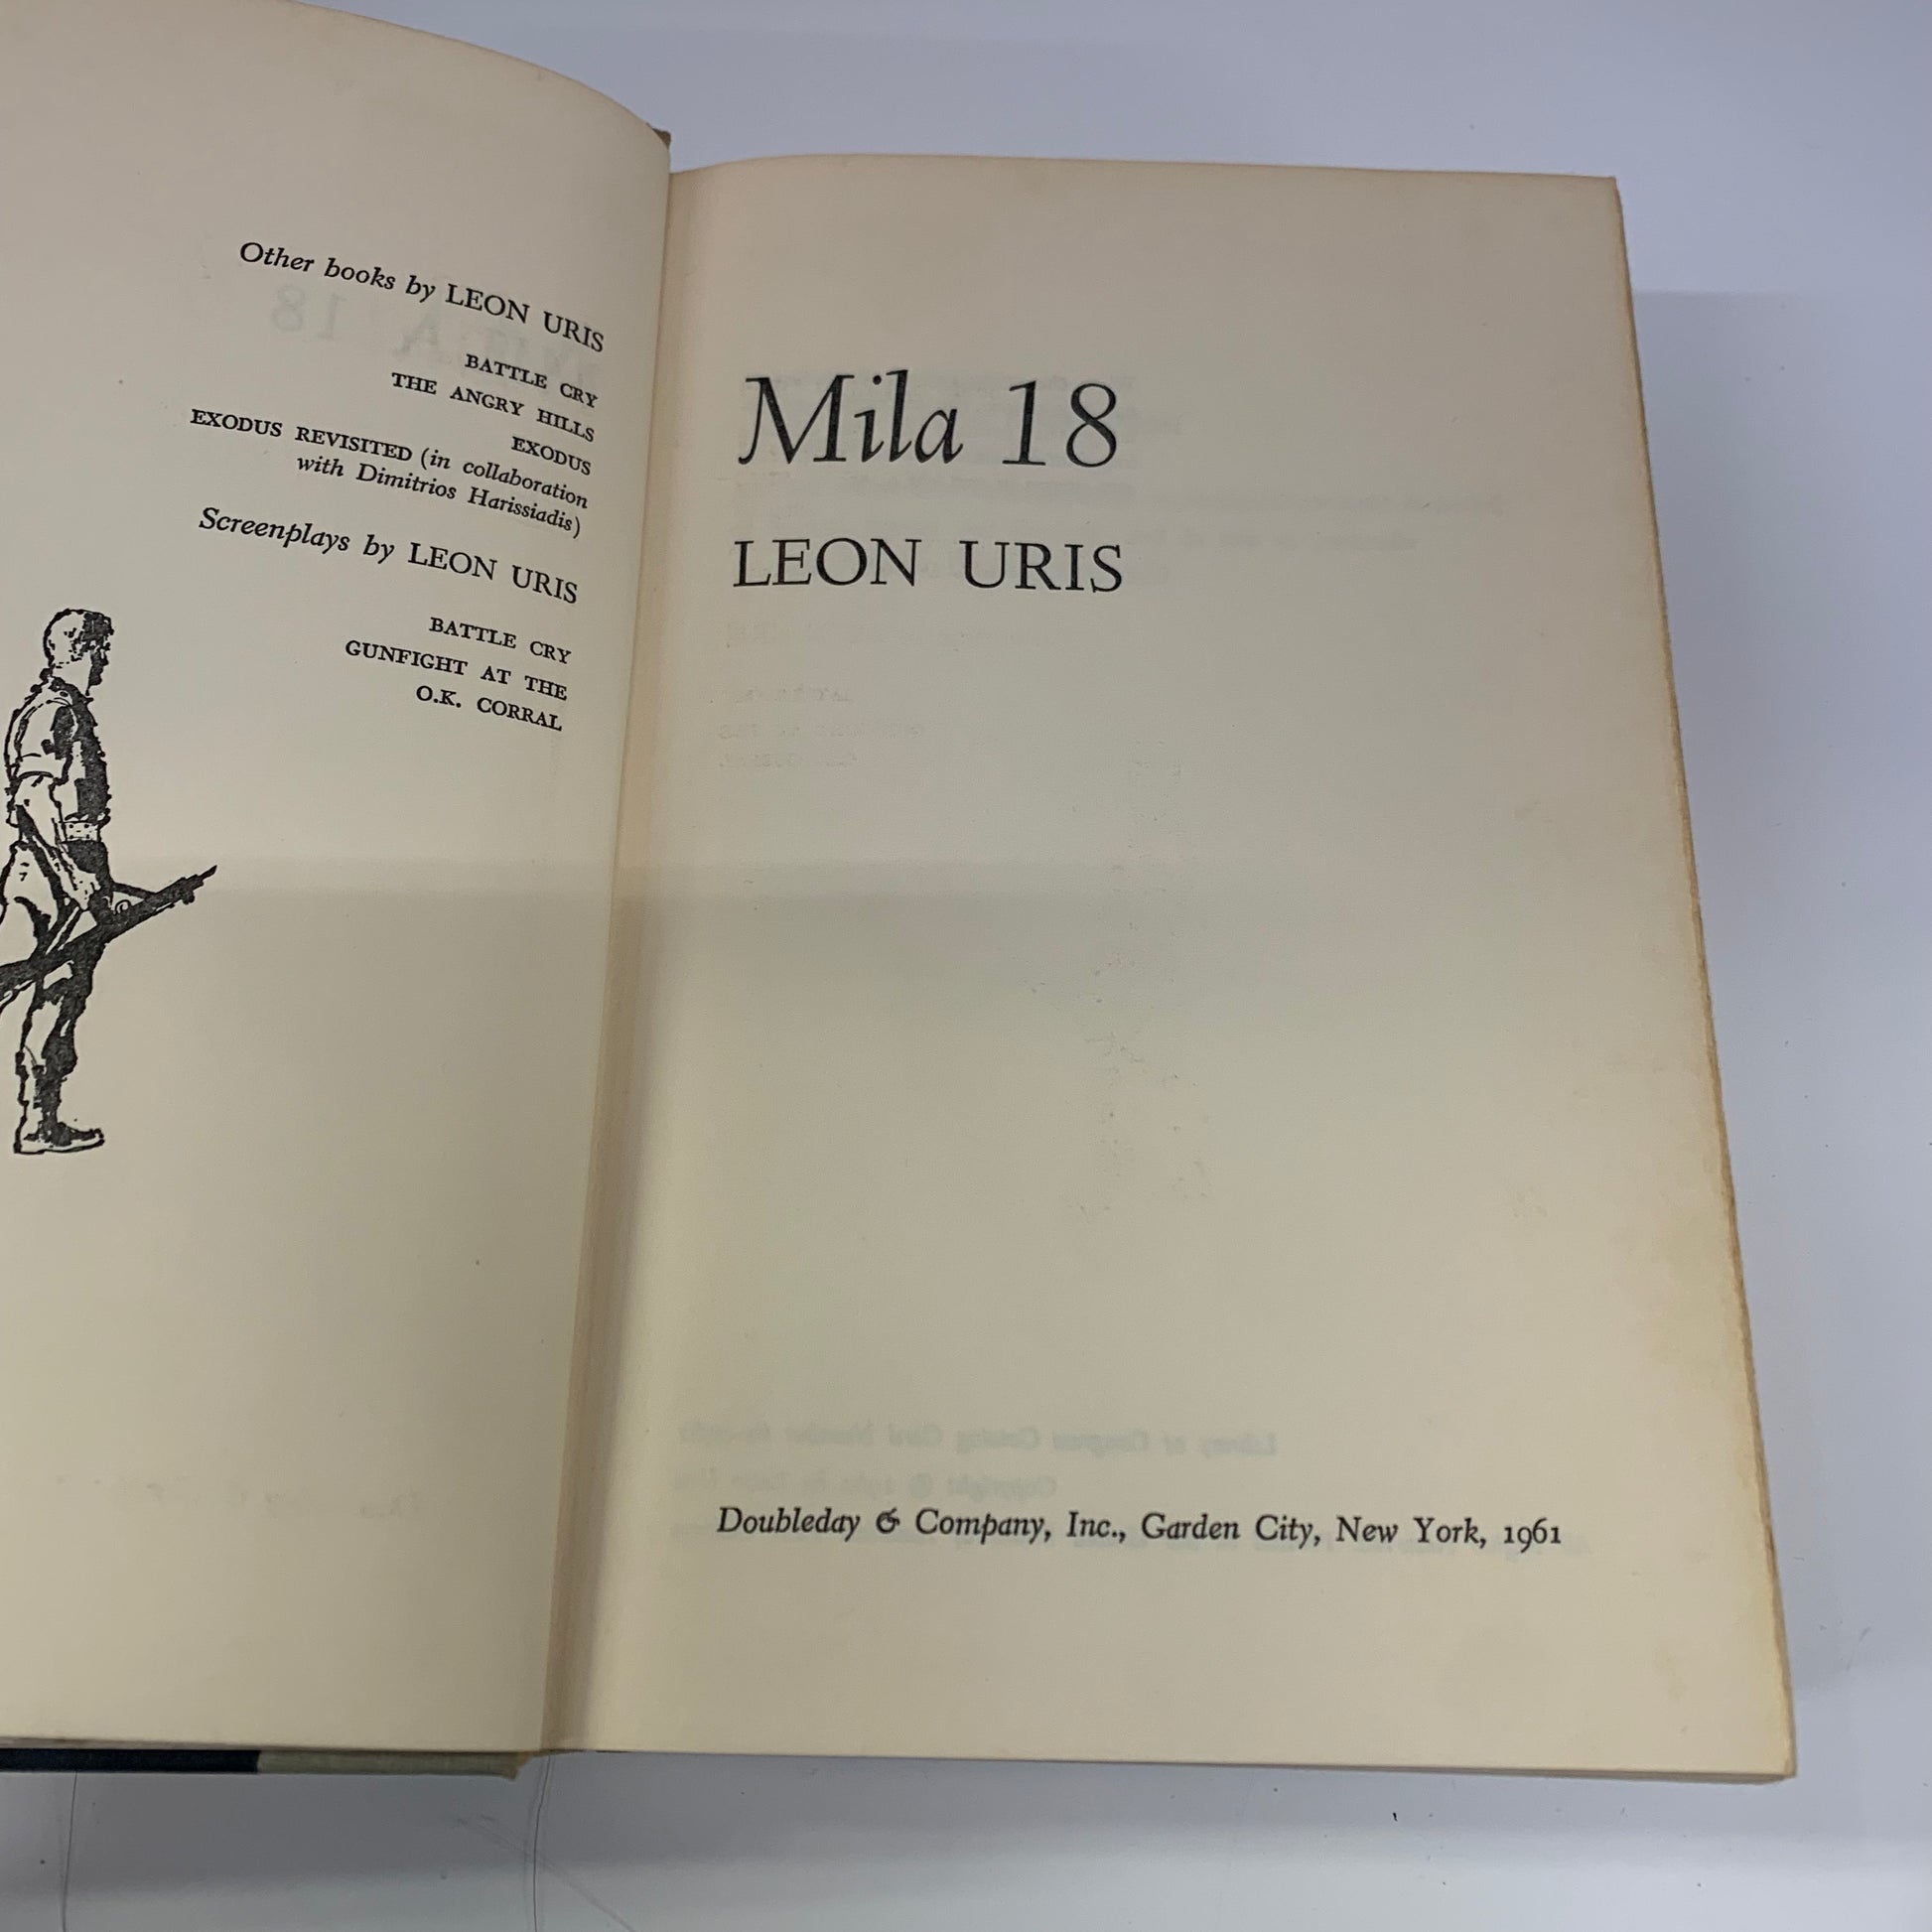 Other books by LEON URIS
BATTLE CRY
THE ANGRY HILLS
EXODUS
EXODUS REVISITED (in collaboration
with Dimitrios Harissiadis)
Screenplays by LEON URIS
BATTLE CRY
GUNFIGHT AT THE
O.K. CORRAL
Mila 18
LEON URIS
Doubleday & Company, Inc., Garden City, New York, 1961